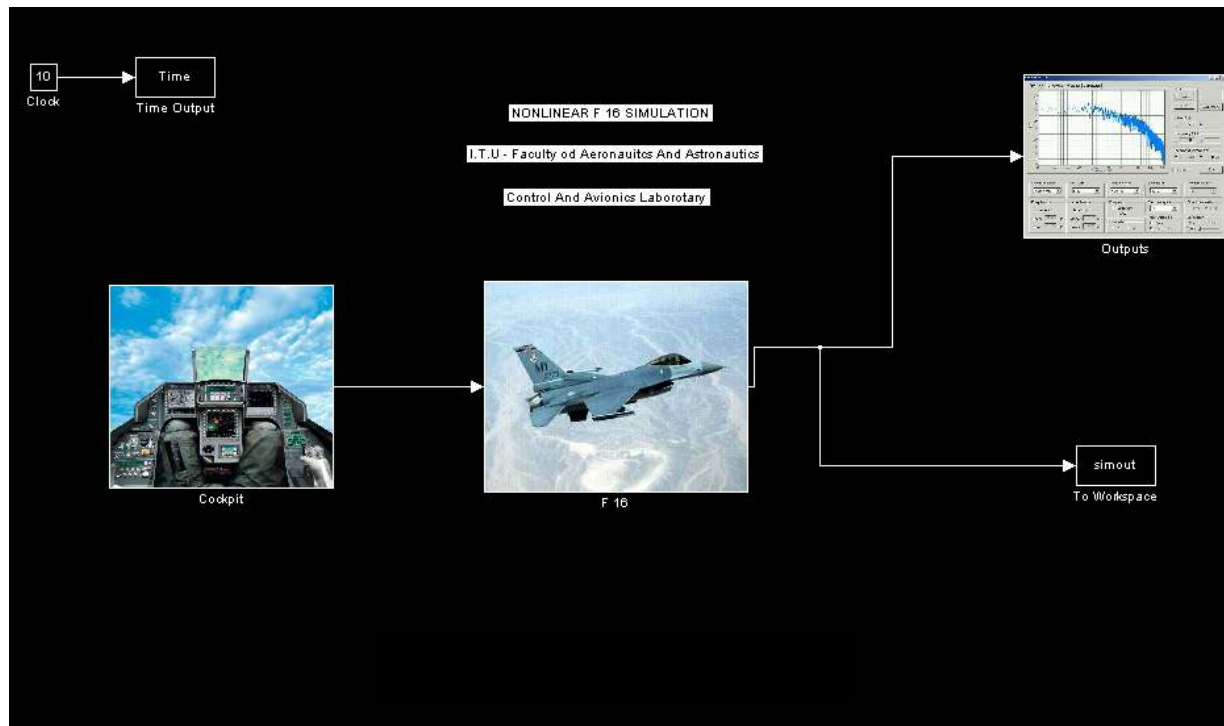 10
Time
Clock
Time Output
NONLINEAR F 16 SIMULATION
I.T.U - Faculty od Aeronauitcs And Astronautics
Control And Avionics Laborotary
Outputs
Cockpit
F 16
simout
To Workspace